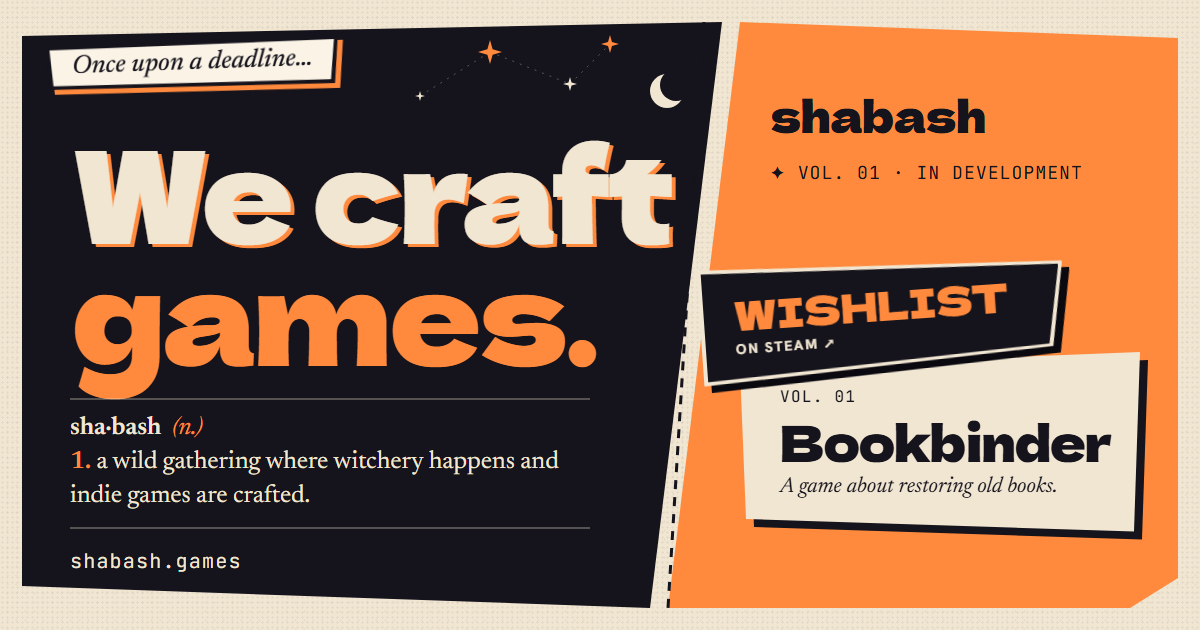 Once upon a deadline...
We craft
games.
sha·bash (n.)
1. a wild gathering where witchery happens and
indie games are crafted.
shabash.games
shabash
✦ VOL. 01 · IN DEVELOPMENT
WISHLIST
ON STEAM ↗
VOL. 01
Bookbinder
A game about restoring old books.